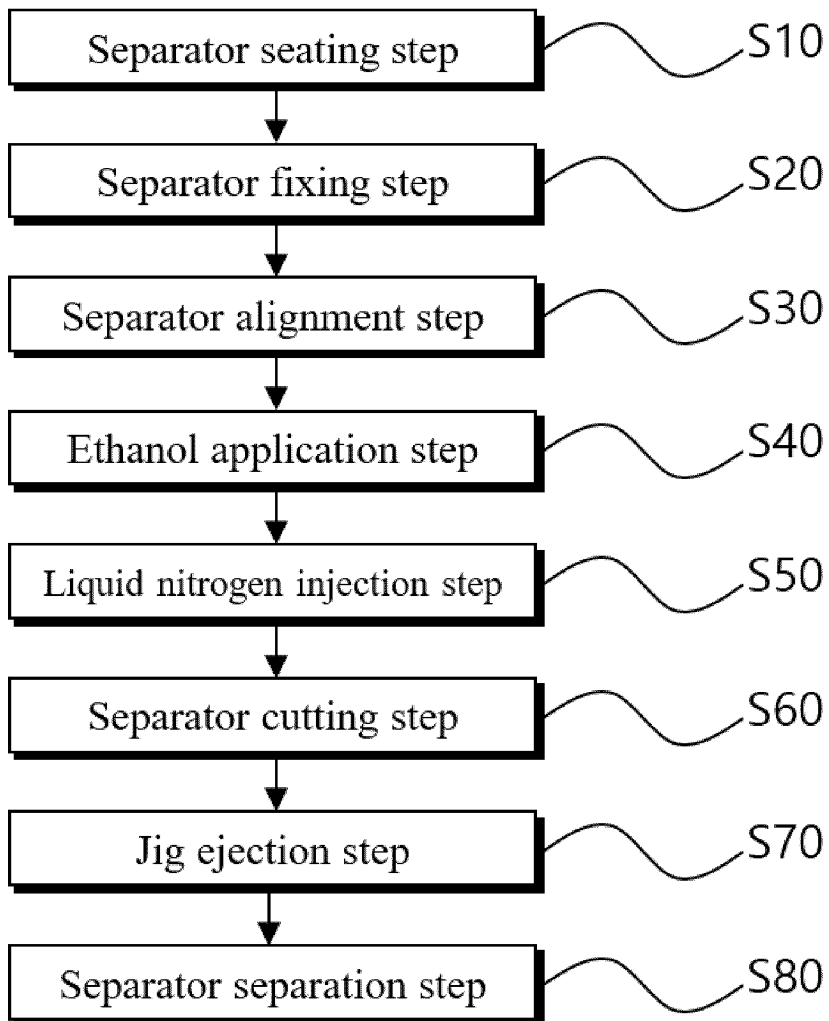 Separator seating step S10
Separator fixing step S20
Separator alignment step S30
Ethanol application step S40
Liquid nitrogen injection step S50
Separator cutting step S60
Jig ejection step S70
Separator separation step S80